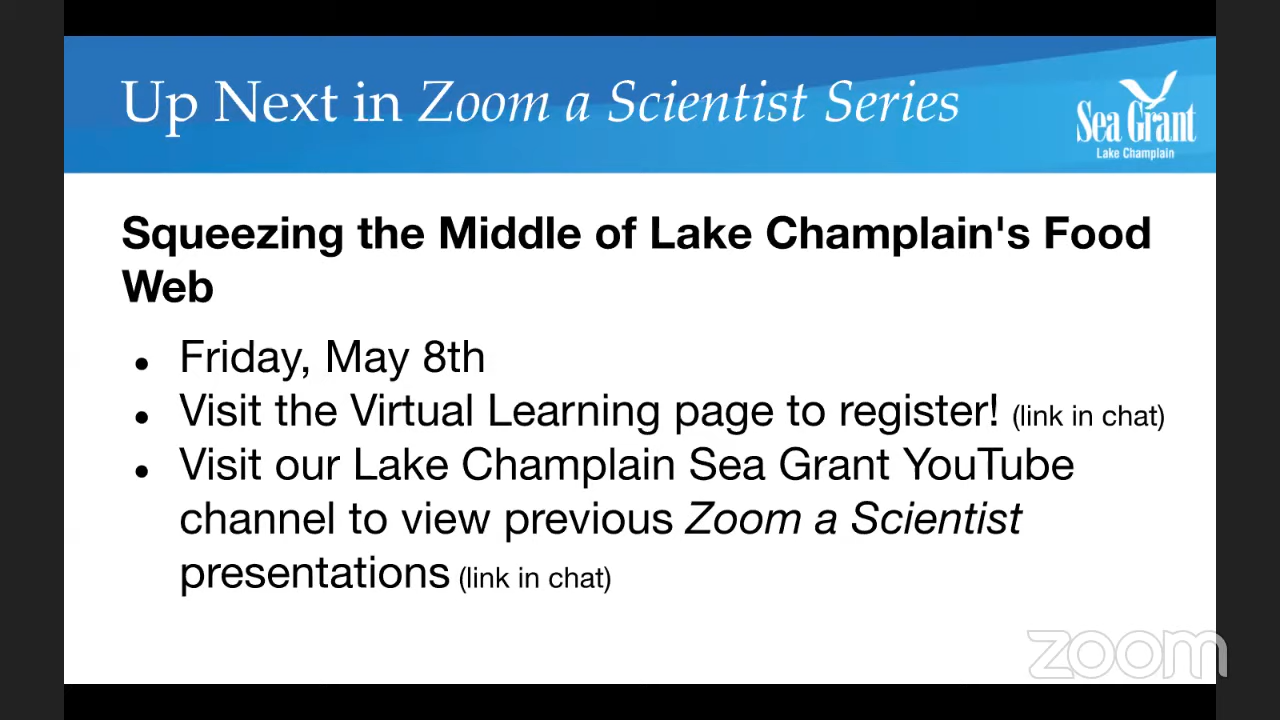 Up Next in Zoom a Scientist Series
Sea Grant
Lake Champlain
Squeezing the Middle of Lake Champlain's Food
Web
• Friday, May 8th
• Visit the Virtual Learning page to register! (link in chat)
• Visit our Lake Champlain Sea Grant YouTube
channel to view previous Zoom a Scientist
presentations (link in chat)
zoom